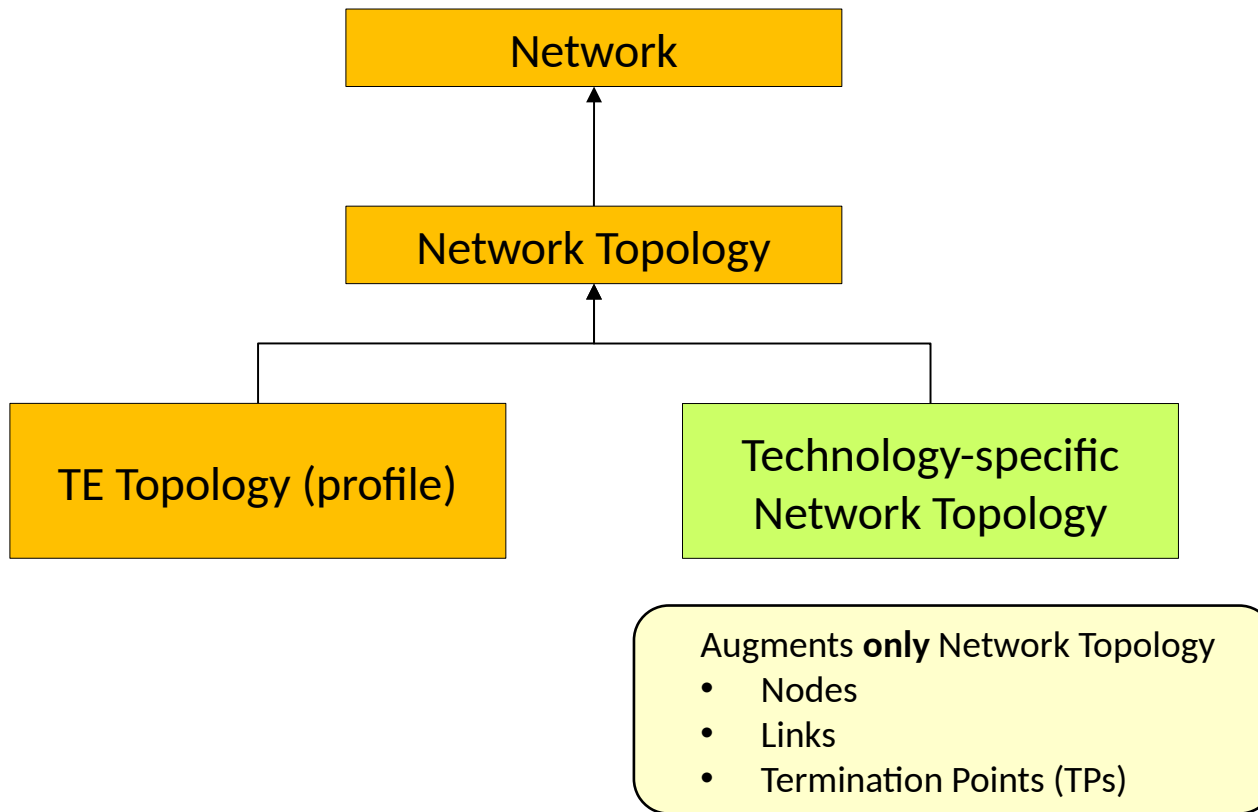 Network
Network Topology
TE Topology (profile)
Technology-specific
Network Topology
Augments only Network Topology
• Nodes
• Links
• Termination Points (TPs)